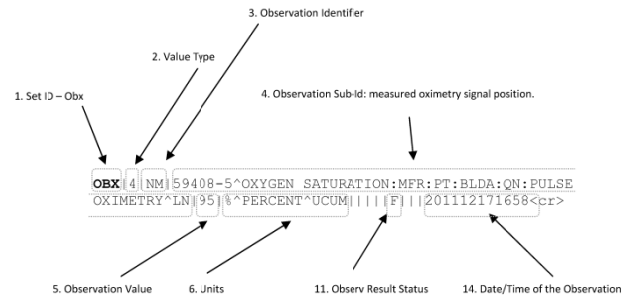 3. Observation Identifier
2. Value Type
1. Set ID – Obx
4. Observation Sub-Id: measured oximetry signal position.
OBX|4|NM|59408-5^OXYGEN SATURATION:MFR:PT:BLDA:QN:PULSE
OXIMETRY^LN|95|%^PERCENT^UCUM|||||F|||201112171658<cr>
5. Observation Value
6. Units
11. Observ Result Status
14. Date/Time of the Observation